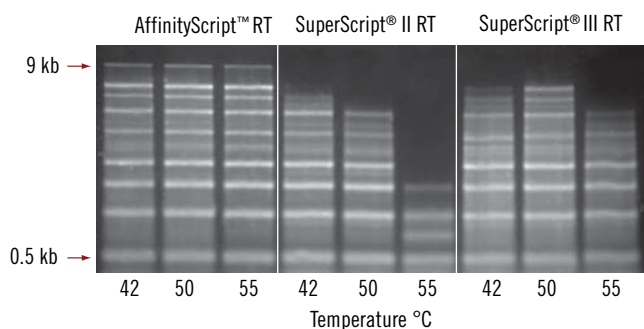 AffinityScript™ RT SuperScript® II RT SuperScript® III RT
9 kb
0.5 kb
42 50 55 42 50 55 42 50 55
Temperature °C